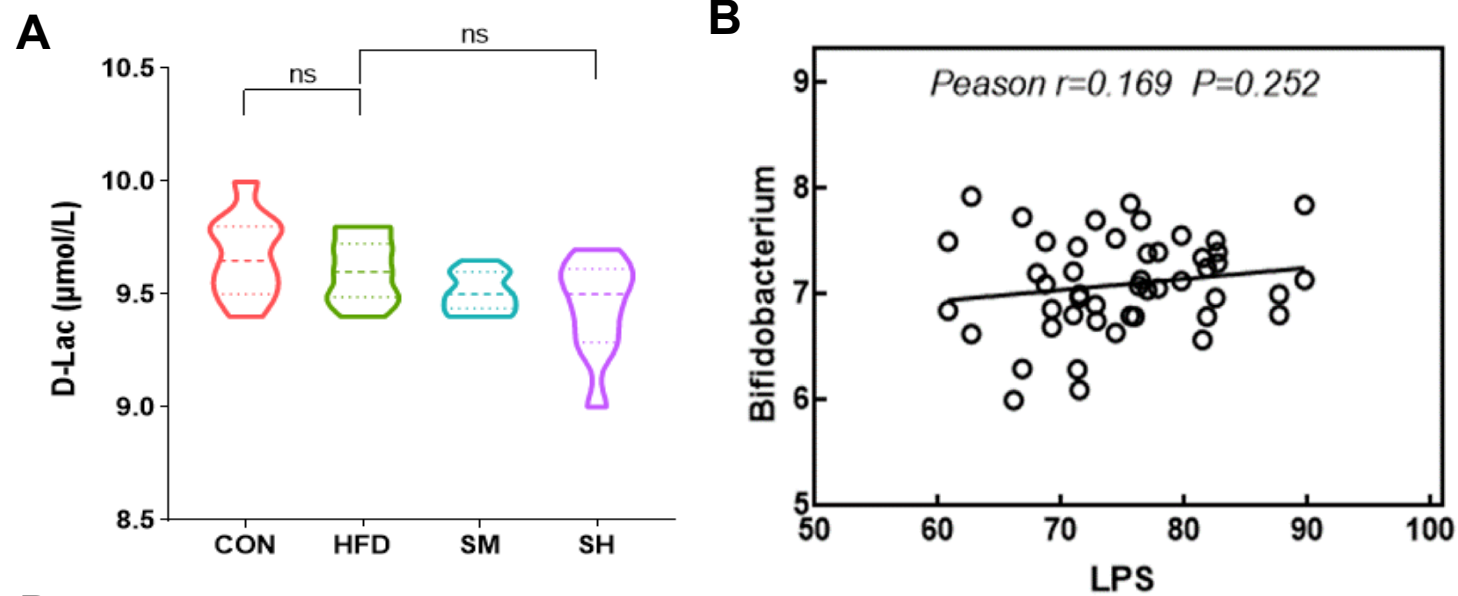 A
ns
ns
10.5
10.0
9.5
9.0
8.5
D-Lac (μmol/L)
CON HFD SM SH
B
Peason r=0.169 P=0.252
9
8
7
6
5
Bifidobacterium
50 60 70 80 90 100
LPS